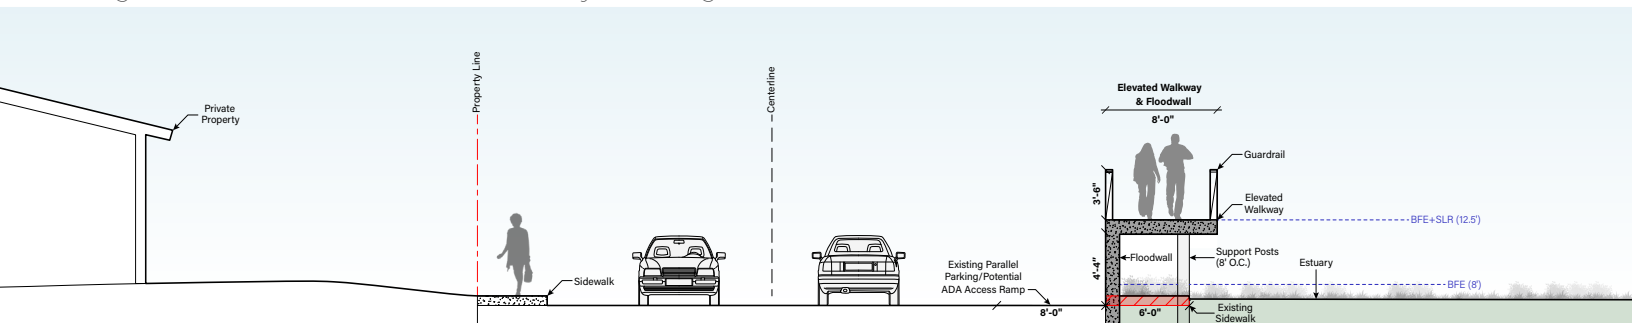 Private
Property
Property Line
Sidewalk
Centerline
Existing Parallel
Parking/Potential
ADA Access Ramp
8'-0"
Elevated Walkway
& Floodwall
8'-0"
3'-6"
4'-4"
Guardrail
Elevated
Walkway
BFE+SLR (12.5')
Floodwall
Support Posts
(8' O.C.)
Estuary
BFE (8')
6'-0"
Existing
Sidewalk